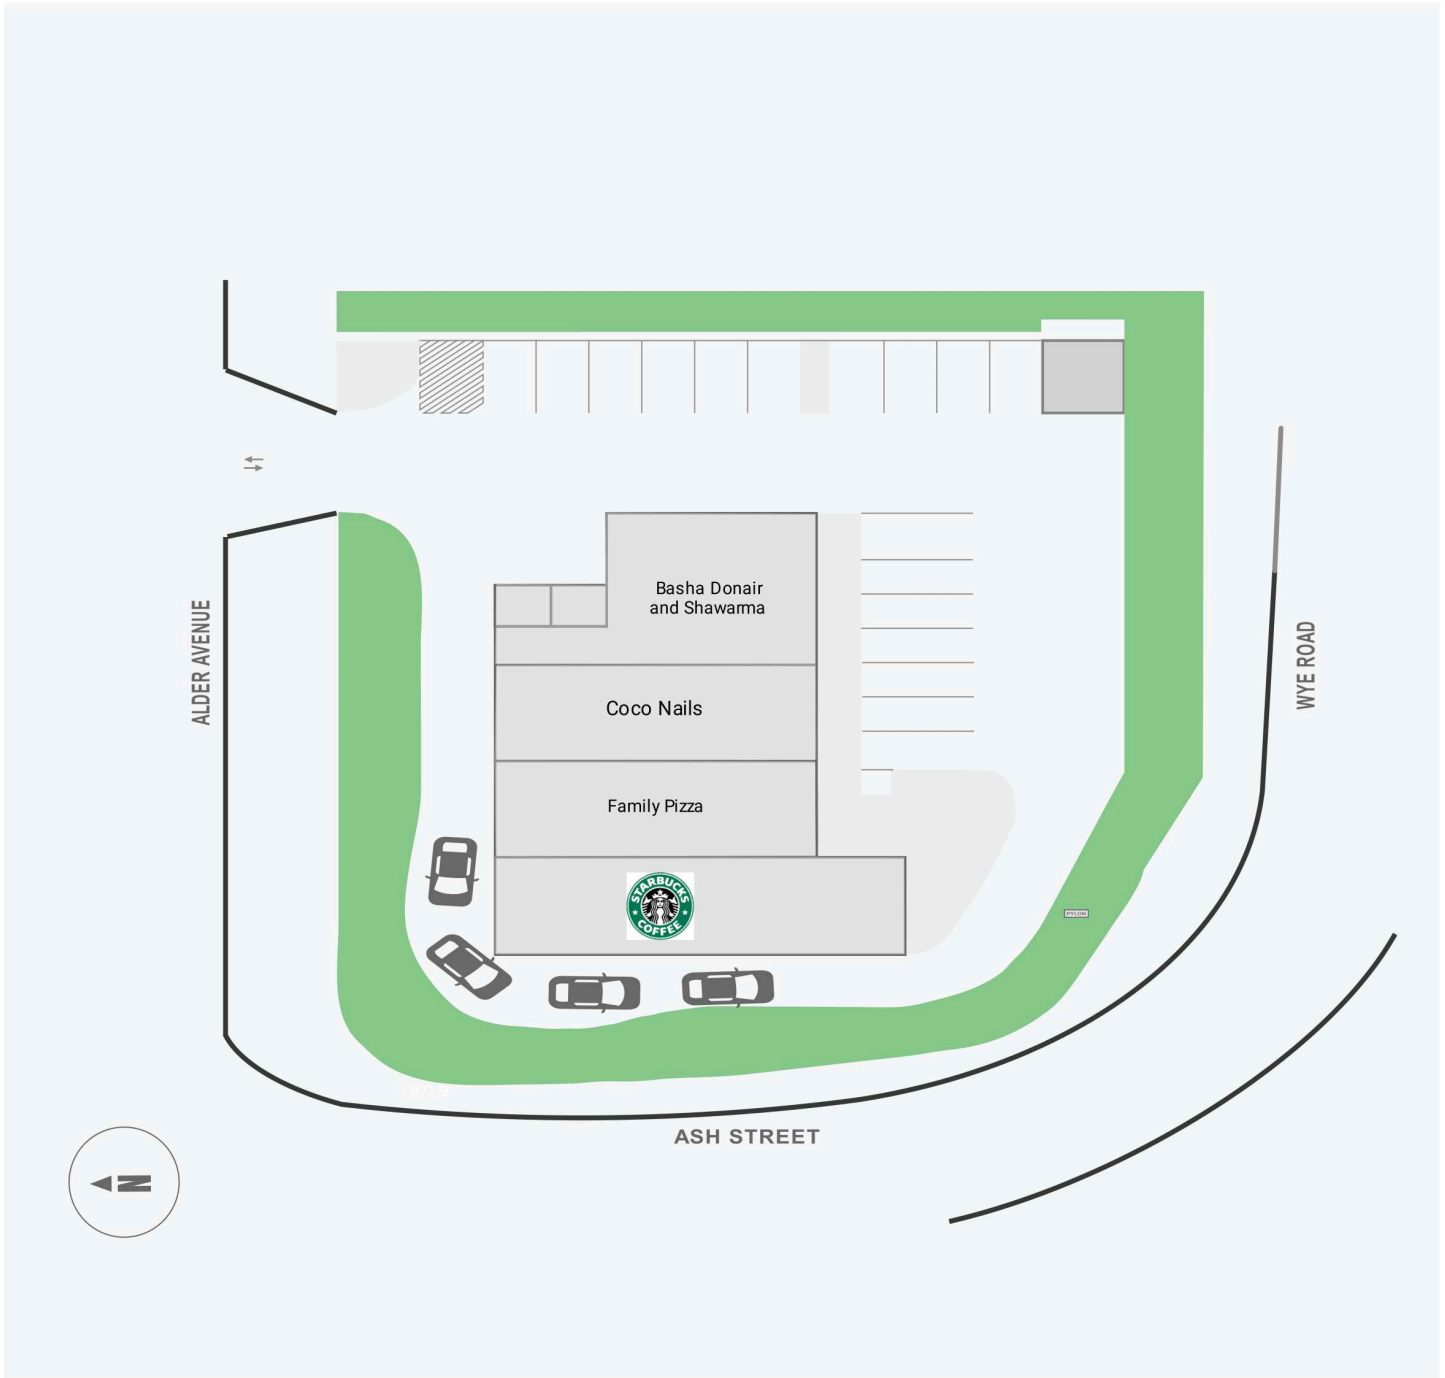 Basha Donair
and Shawarma
ALDER AVENUE
WYE ROAD
Coco Nails
Family Pizza
STARBUCKS
COFFEE
PYLON
ASH STREET
N